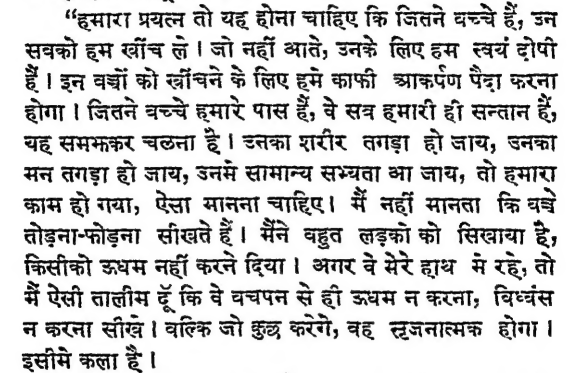 “हमारा प्रयत्न तो यह होना चाहिए कि जितने बच्चे हैं, उन
सबको हम खींच ले । जो नहीं आते, उनके लिए हम स्वयं दोषी
हैं । इन बच्चों को खींचने के लिए हमे काफी आकर्षण पैदा करना
होगा । जितने बच्चे हमारे पास हैं, वे सब हमारी ही सन्तान हैं,
यह समझकर चलना है । उनका शरीर तगड़ा हो जाय, उनका
मन तगड़ा हो जाय, उनमे सामान्य सभ्यता आ जाय, तो हमारा
काम हो गया, ऐसा मानना चाहिए । मैं नहीं मानता कि बच्चे
तोड़ना-फोड़ना सीखते हैं । मैंने बहुत लड़को को सिखाया है,
किसीको ऊधम नहीं करने दिया । अगर वे मेरे हाथ मे रहे, तो
मैं ऐसी तालीम दूँ कि वे बचपन से ही ऊधम न करना, विध्वंस
न करना सीखे । बल्कि जो कुछ करेगे, वह सृजनात्मक होगा ।
इसीमे कला है ।